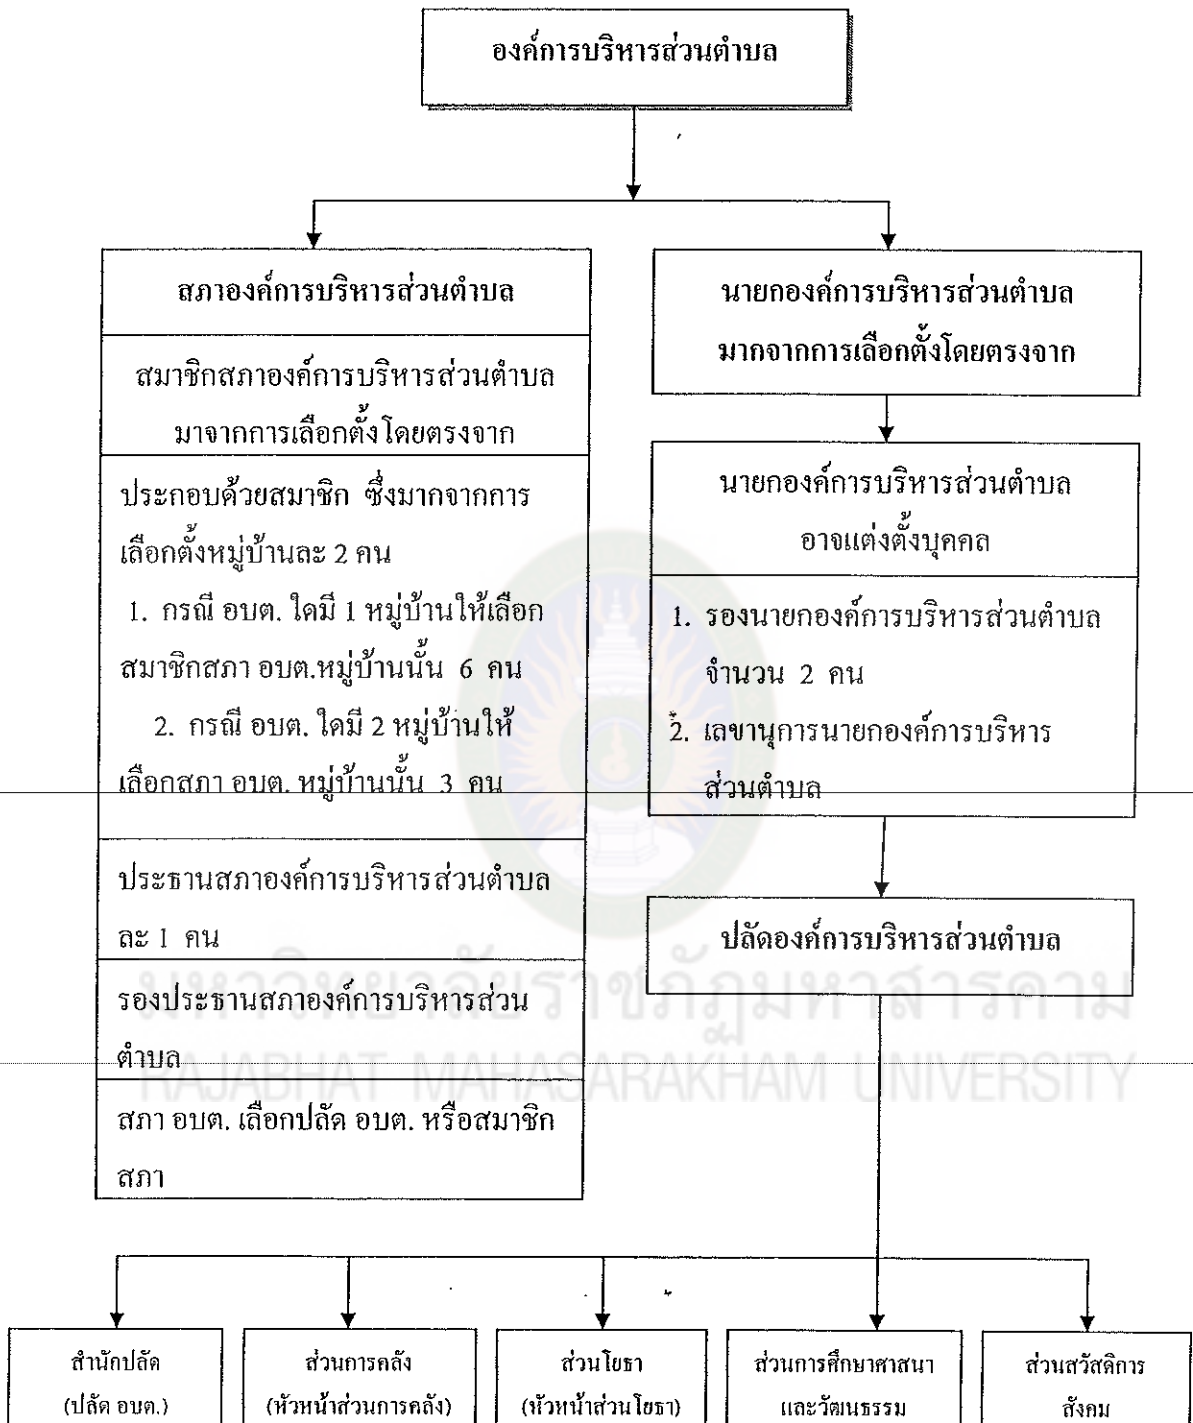 องค์การบริหารส่วนตำบล
สภาองค์การบริหารส่วนตำบล
สมาชิกสภาองค์การบริหารส่วนตำบล
มาจากการเลือกตั้งโดยตรงจาก
ประกอบด้วยสมาชิก ซึ่งมากจากการ
เลือกตั้งหมู่บ้านละ 2 คน
1. กรณี อบต. ใดมี 1 หมู่บ้านให้เลือก
สมาชิกสภา อบต.หมู่บ้านนั้น 6 คน
2. กรณี อบต. ใดมี 2 หมู่บ้านให้
เลือกสภา อบต. หมู่บ้านนั้น 3 คน
ประธานสภาองค์การบริหารส่วนตำบล
ละ 1 คน
รองประธานสภาองค์การบริหารส่วน
ตำบล
สภา อบต. เลือกปลัด อบต. หรือสมาชิก
สภา
นายกองค์การบริหารส่วนตำบล
มากจากการเลือกตั้งโดยตรงจาก
นายกองค์การบริหารส่วนตำบล
อาจแต่งตั้งบุคคล
1. รองนายกองค์การบริหารส่วนตำบล
จำนวน 2 คน
2. เลขานุการนายกองค์การบริหาร
ส่วนตำบล
ปลัดองค์การบริหารส่วนตำบล
มหาวิทยาลัยราชภัฏมหาสารคาม
RAJABHAT MAHASARAKHAM UNIVERSITY
สำนักปลัด
(ปลัด อบต.)
ส่วนการคลัง
(หัวหน้าส่วนการคลัง)
ส่วนโยธา
(หัวหน้าส่วนโยธา)
ส่วนการศึกษาศาสนา
และวัฒนธรรม
ส่วนสวัสดิการ
สังคม